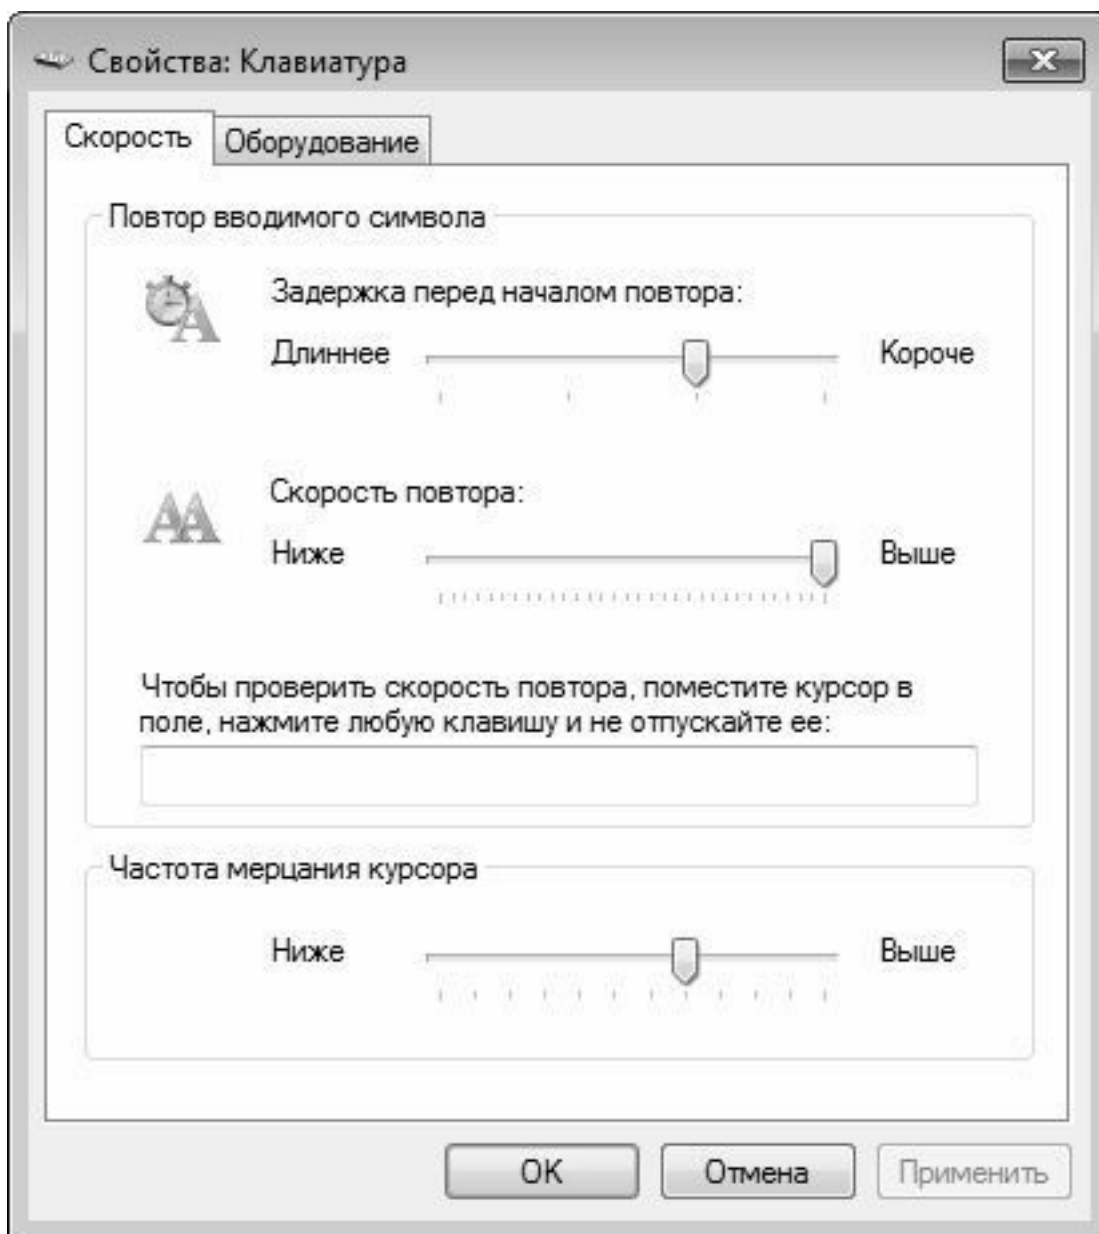 Свойства: Клавиатура
Скорость
Оборудование
Повтор вводимого символа
Задержка перед началом повтора:
Длиннее
Короче
Скорость повтора:
Ниже
Выше
Чтобы проверить скорость повтора, поместите курсор в
поле, нажмите любую клавишу и не отпускайте ее:
Частота мерцания курсора
Ниже
Выше
OK
Отмена
Применить